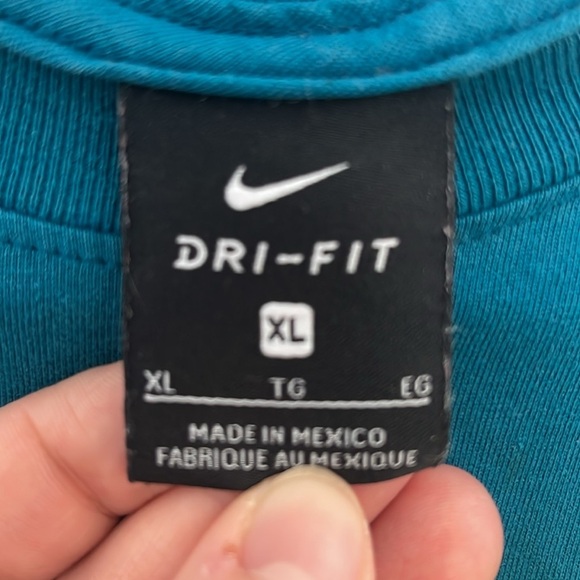 DRI-FIT
XL
XL TG EG
MADE IN MEXICO
FABRIQUE AU MEXIQUE